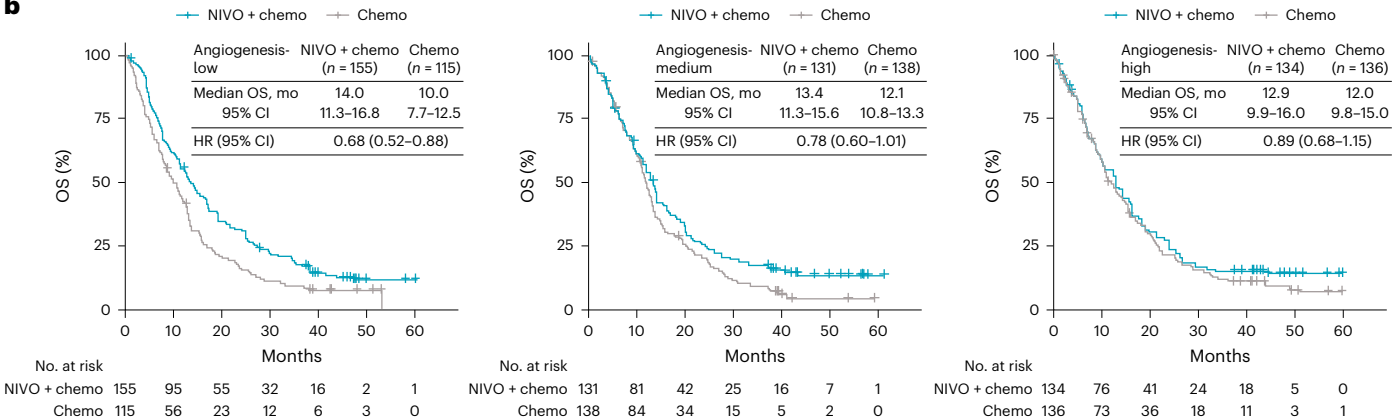 b
NIVO + chemo Chemo
Angiogenesis-low NIVO + chemo (n = 155) Chemo (n = 115)
Median OS, mo 14.0 10.0
95% CI 11.3–16.8 7.7–12.5
HR (95% CI) 0.68 (0.52–0.88)
OS (%)
100
75
50
25
0
0 10 20 30 40 50 60
Months
No. at risk
NIVO + chemo 155 95 55 32 16 2 1
Chemo 115 56 23 12 6 3 0
NIVO + chemo Chemo
Angiogenesis-medium NIVO + chemo (n = 131) Chemo (n = 138)
Median OS, mo 13.4 12.1
95% CI 11.3–15.6 10.8–13.3
HR (95% CI) 0.78 (0.60–1.01)
OS (%)
100
75
50
25
0
0 10 20 30 40 50 60
Months
No. at risk
NIVO + chemo 131 81 42 25 16 7 1
Chemo 138 84 34 15 5 2 0
NIVO + chemo Chemo
Angiogenesis-high NIVO + chemo (n = 134) Chemo (n = 136)
Median OS, mo 12.9 12.0
95% CI 9.9–16.0 9.8–15.0
HR (95% CI) 0.89 (0.68–1.15)
OS (%)
100
75
50
25
0
0 10 20 30 40 50 60
Months
No. at risk
NIVO + chemo 134 76 41 24 18 5 0
Chemo 136 73 36 18 11 3 1